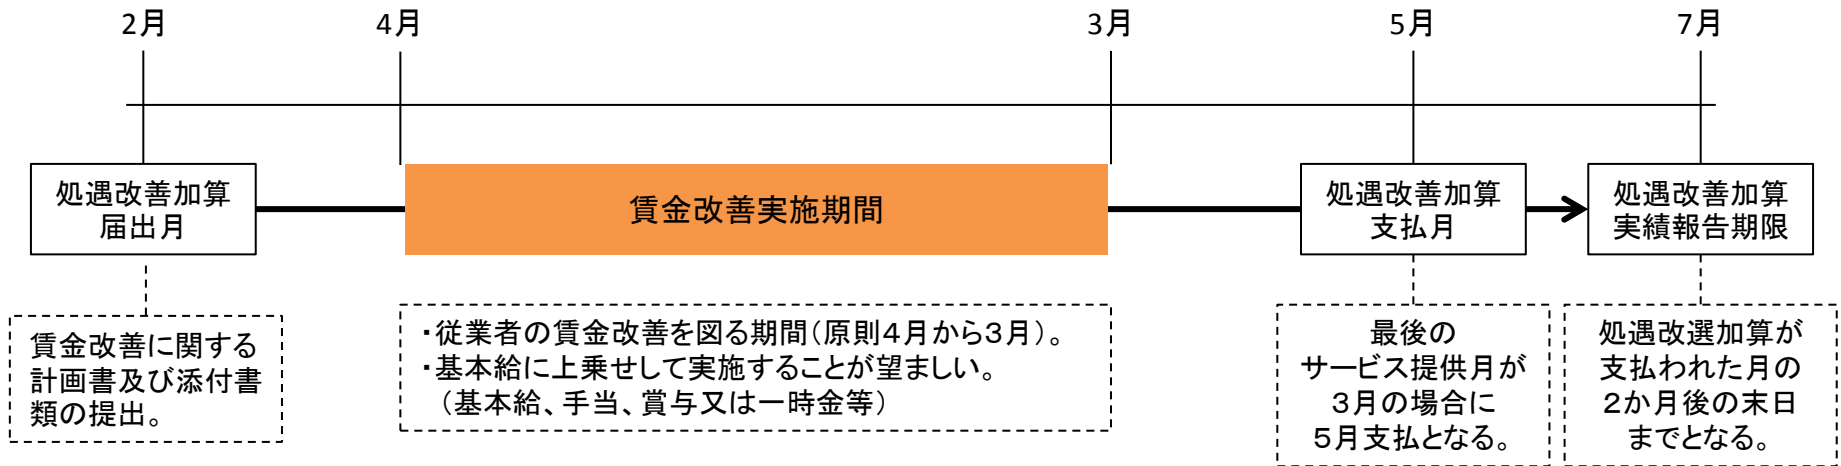 2月
4月
3月
5月
7月
処遇改善加算
届出月
賃金改善実施期間
処遇改善加算
支払月
処遇改善加算
実績報告期限
賃金改善に関する
計画書及び添付書
類の提出。
・従業者の賃金改善を図る期間(原則4月から3月)。
・基本給に上乗せして実施することが望ましい。
(基本給、手当、賞与又は一時金等)
最後の
サービス提供月が
3月の場合に
5月支払となる。
処遇改選加算が
支払われた月の
2か月後の末日
までとなる。